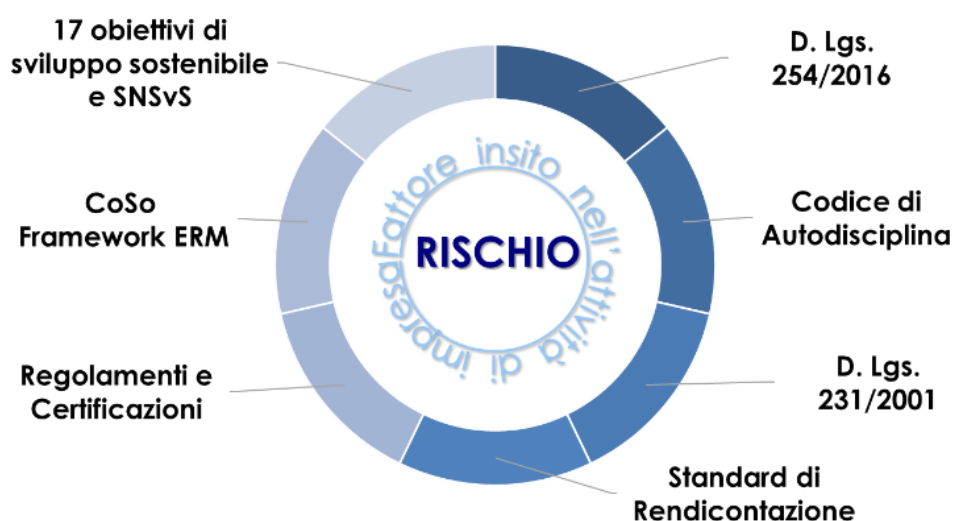 17 obiettivi di
sviluppo sostenibile
e SNSvS
D. Lgs.
254/2016
CoSo
Framework ERM
Fattore insito nell'attività di impresa
RISCHIO
Codice di
Autodisciplina
Regolamenti e
Certificazioni
D. Lgs.
231/2001
Standard di
Rendicontazione